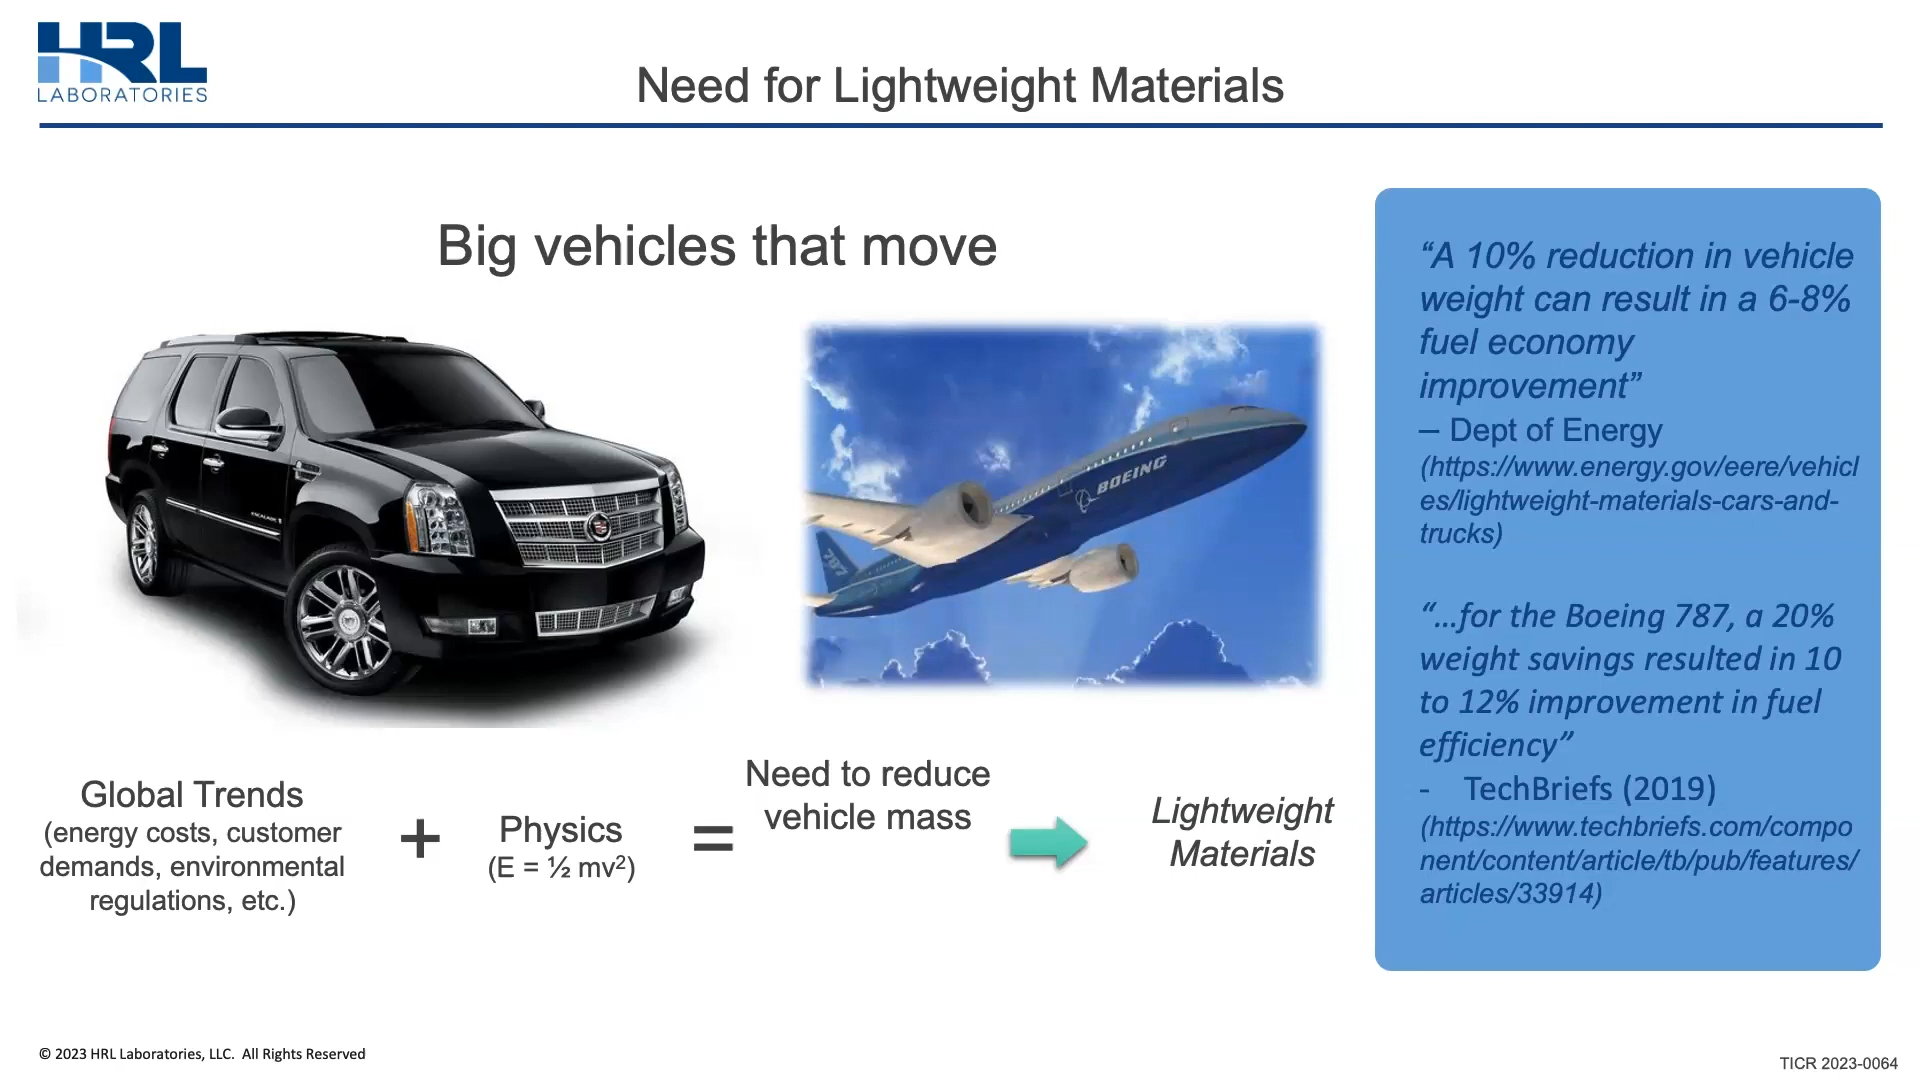 HRL
LABORATORIES
Need for Lightweight Materials
Big vehicles that move
ESCALADE
BOEING
787
Global Trends
(energy costs, customer
demands, environmental
regulations, etc.)
+
Physics
(E = ½ mv²)
=
Need to reduce
vehicle mass
Lightweight
Materials
“A 10% reduction in vehicle
weight can result in a 6-8%
fuel economy
improvement”
– Dept of Energy
(https://www.energy.gov/eere/vehicl
es/lightweight-materials-cars-and-
trucks)
“…for the Boeing 787, a 20%
weight savings resulted in 10
to 12% improvement in fuel
efficiency”
- TechBriefs (2019)
(https://www.techbriefs.com/compo
nent/content/article/tb/pub/features/
articles/33914)
© 2023 HRL Laboratories, LLC. All Rights Reserved
TICR 2023-0064